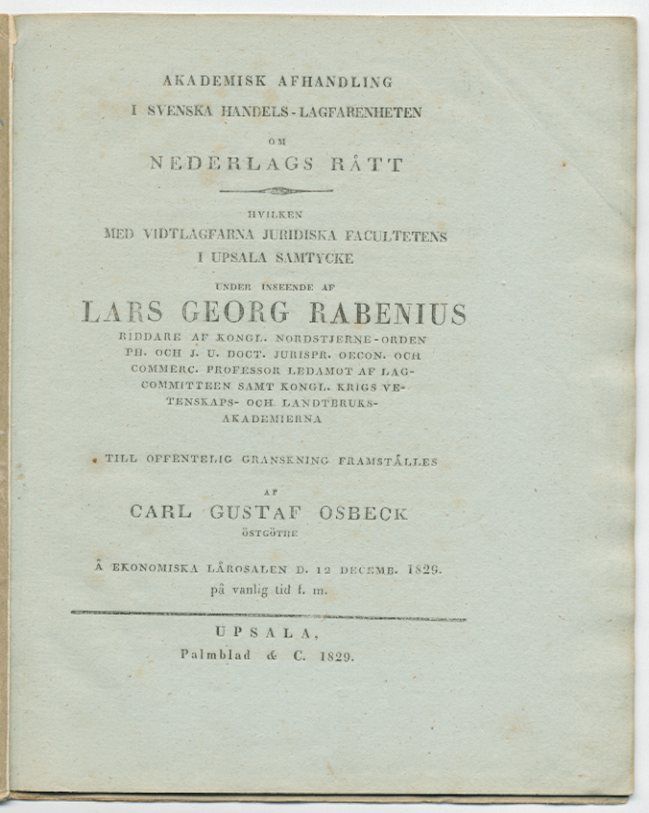 AKADEMISK AFHANDLING
I SVENSKA HANDELS-LAGFARENHETEN
OM
NEDERLAGS RÅTT
HVILKEN
MED VIDTLAGFARNA JURIDISKA FACULTETENS
I UPSALA SAMTYCKE
UNDER INSEENDE AF
LARS GEORG RABENIUS
RIDDARE AF KONGL. NORDSTJERNE-ORDEN
PH. OCH J. U. DOCT. JURISPR. OECON. OCH
COMMERC. PROFESSOR LEDAMOT AF LAG-
COMMITTEEN SAMT KONGL. KRIGS VE-
TENSKAPS- OCH LANDTBRUKS-
AKADEMIERNA
TILL OFFENTELIG GRANSKNING FRAMSTÅLLES
AF
CARL GUSTAF OSBECK
ÖSTGÖTHE
Å EKONOMISKA LÅROSALEN D. 12 DECEMB. 1829.
på vanlig tid f. m.
UPSALA,
Palmblad & C. 1829.